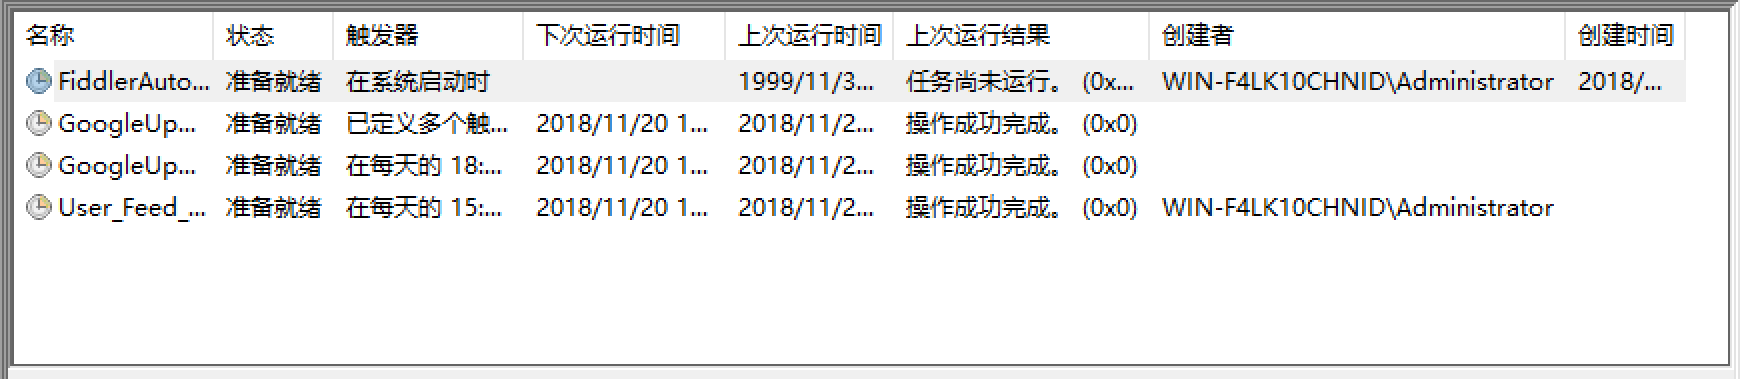 名称 状态 触发器 下次运行时间 上次运行时间 上次运行结果 创建者 创建时间
FiddlerAuto... 准备就绪 在系统启动时 1999/11/3... 任务尚未运行。 (0x... WIN-F4LK10CHNID\Administrator 2018/...
GoogleUp... 准备就绪 已定义多个触... 2018/11/20 1... 2018/11/2... 操作成功完成。 (0x0)
GoogleUp... 准备就绪 在每天的 18:... 2018/11/20 1... 2018/11/2... 操作成功完成。 (0x0)
User_Feed_... 准备就绪 在每天的 15:... 2018/11/20 1... 2018/11/2... 操作成功完成。 (0x0) WIN-F4LK10CHNID\Administrator